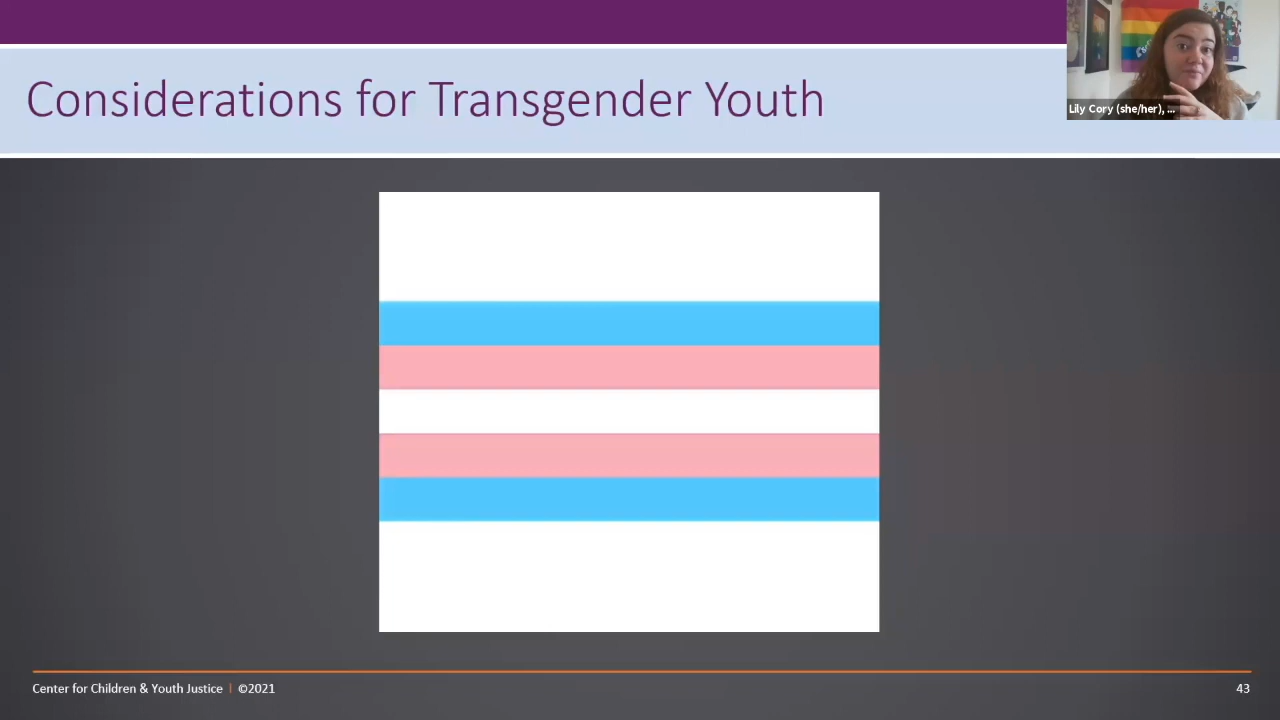 Considerations for Transgender Youth
Lily Cory (she/her), ...
Center for Children & Youth Justice | ©2021
43